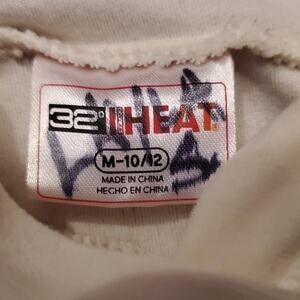 32° HEAT
M-10/12
MADE IN CHINA
HECHO EN CHINA